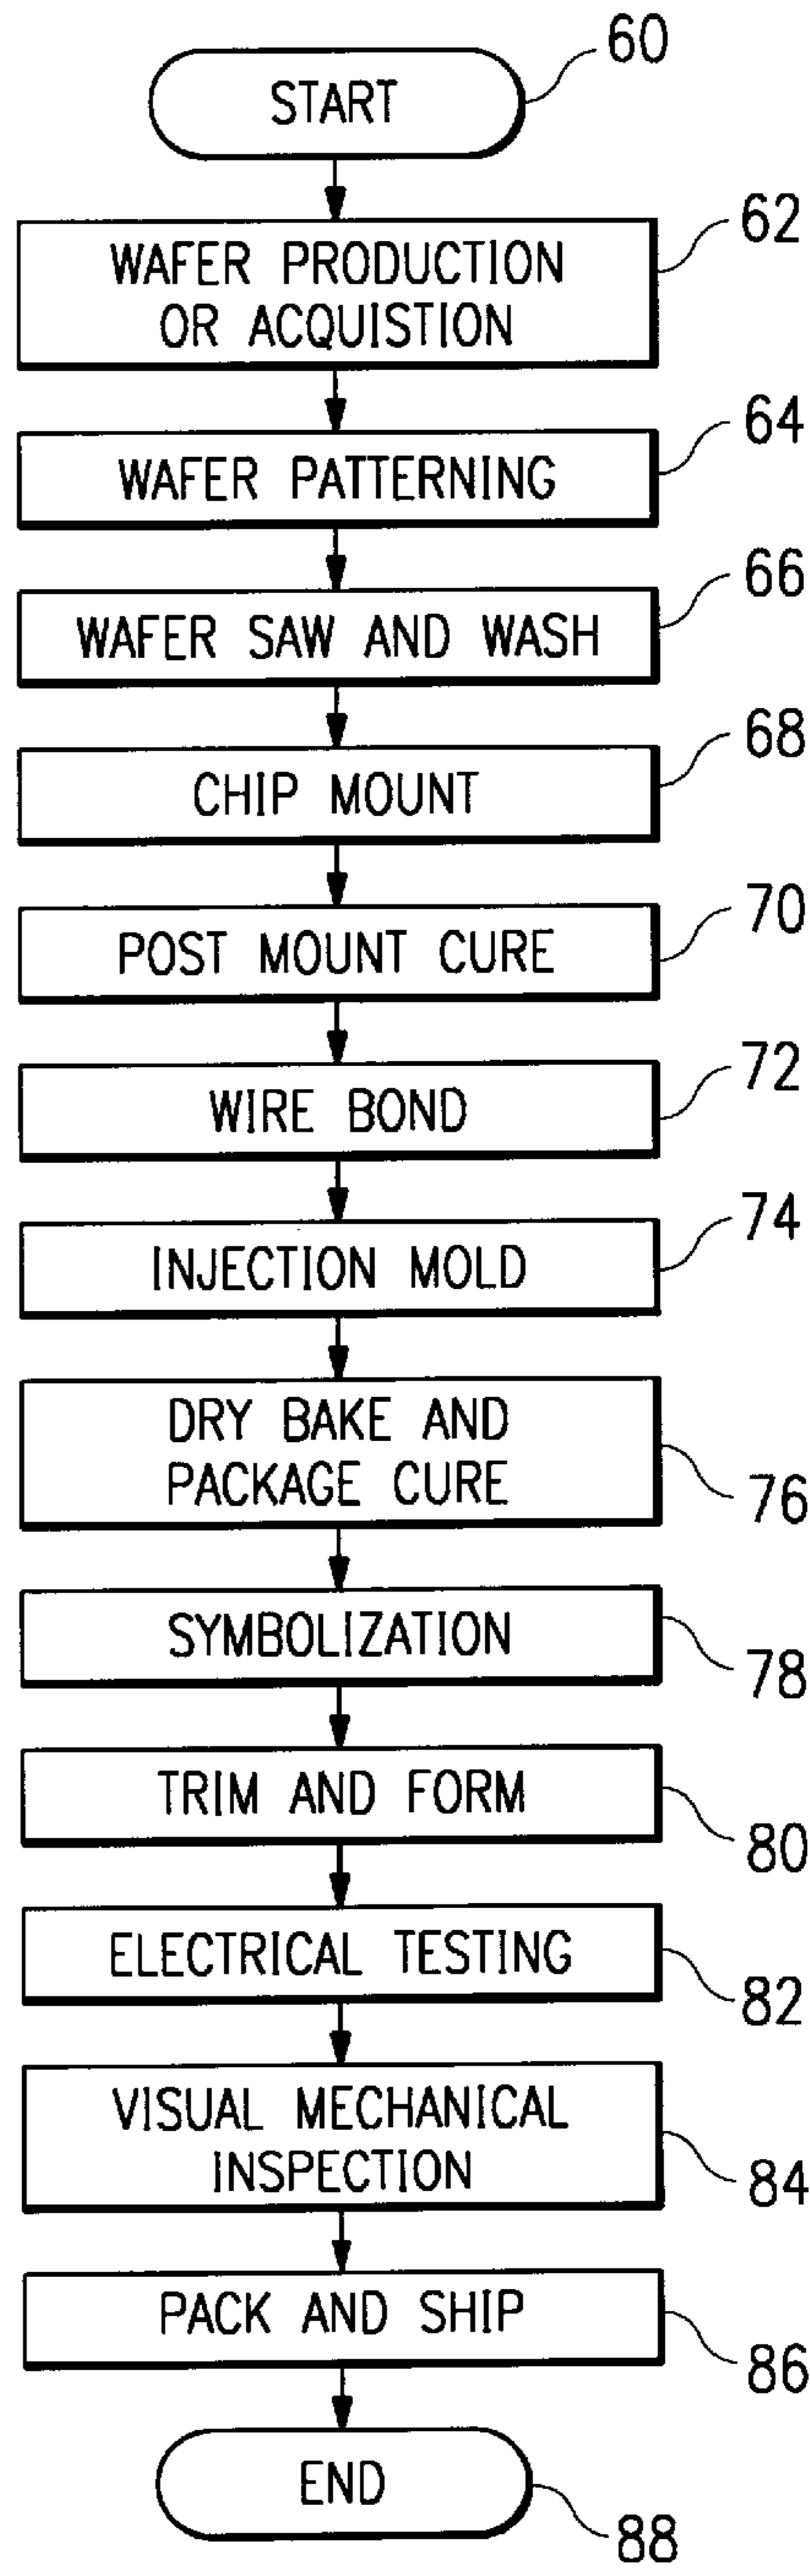 START
60
WAFER PRODUCTION
OR ACQUISTION
62
WAFER PATTERNING
64
WAFER SAW AND WASH
66
CHIP MOUNT
68
POST MOUNT CURE
70
WIRE BOND
72
INJECTION MOLD
74
DRY BAKE AND
PACKAGE CURE
76
SYMBOLIZATION
78
TRIM AND FORM
80
ELECTRICAL TESTING
82
VISUAL MECHANICAL
INSPECTION
84
PACK AND SHIP
86
END
88